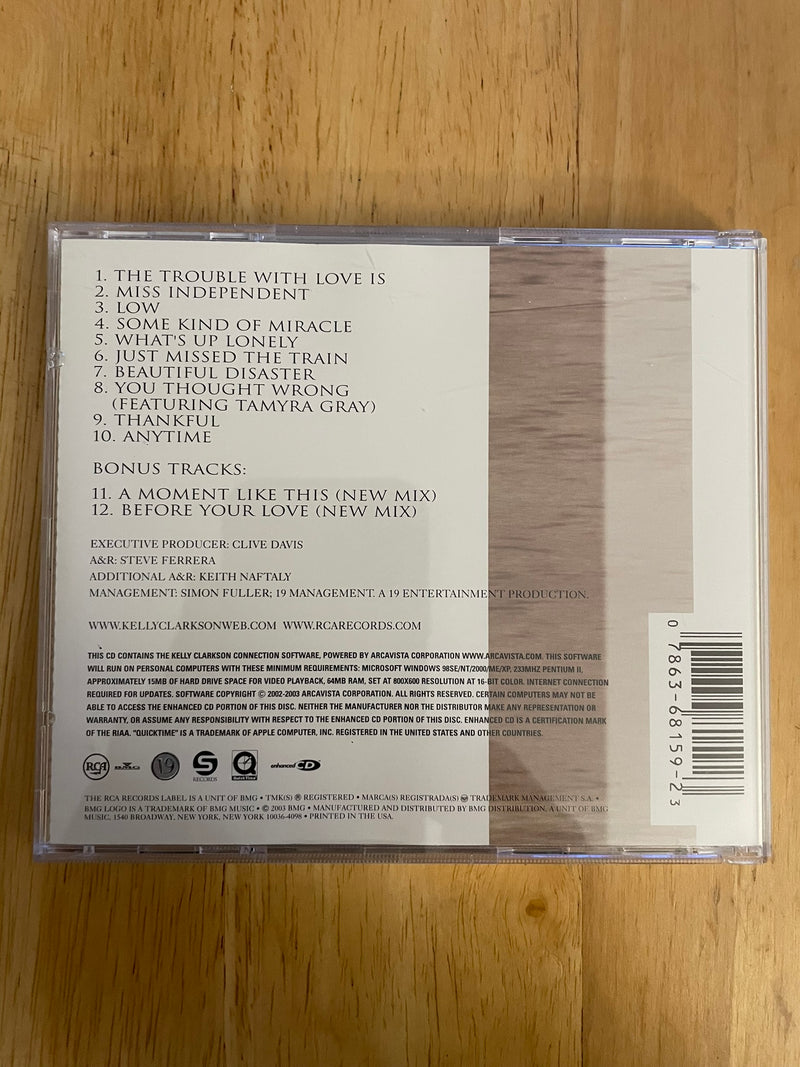 1. THE TROUBLE WITH LOVE IS
2. MISS INDEPENDENT
3. LOW
4. SOME KIND OF MIRACLE
5. WHAT'S UP LONELY
6. JUST MISSED THE TRAIN
7. BEAUTIFUL DISASTER
8. YOU THOUGHT WRONG
(FEATURING TAMYRA GRAY)
9. THANKFUL
10. ANYTIME
BONUS TRACKS:
11. A MOMENT LIKE THIS (NEW MIX)
12. BEFORE YOUR LOVE (NEW MIX)
EXECUTIVE PRODUCER: CLIVE DAVIS
A&R: STEVE FERRERA
ADDITIONAL A&R: KEITH NAFTALY
MANAGEMENT: SIMON FULLER; 19 MANAGEMENT. A 19 ENTERTAINMENT PRODUCTION.
WWW.KELLYCLARKSONWEB.COM WWW.RCARECORDS.COM
THIS CD CONTAINS THE KELLY CLARKSON CONNECTION SOFTWARE, POWERED BY ARCAVISTA CORPORATION WWW.ARCAVISTA.COM. THIS SOFTWARE
WILL RUN ON PERSONAL COMPUTERS WITH THESE MINIMUM REQUIREMENTS: MICROSOFT WINDOWS 98SE/NT/2000/ME/XP, 233MHZ PENTIUM II,
APPROXIMATELY 15MB OF HARD DRIVE SPACE FOR VIDEO PLAYBACK, 64MB RAM, SET AT 800X600 RESOLUTION AT 16-BIT COLOR. INTERNET CONNECTION
REQUIRED FOR UPDATES. SOFTWARE COPYRIGHT © 2002-2003 ARCAVISTA CORPORATION. ALL RIGHTS RESERVED. CERTAIN COMPUTERS MAY NOT BE
ABLE TO ACCESS THE ENHANCED CD PORTION OF THIS DISC. NEITHER THE MANUFACTURER NOR THE DISTRIBUTOR MAKE ANY REPRESENTATION OR
WARRANTY, OR ASSUME ANY RESPONSIBILITY WITH RESPECT TO THE ENHANCED CD PORTION OF THIS DISC. ENHANCED CD IS A CERTIFICATION MARK
OF THE RIAA. "QUICKTIME" IS A TRADEMARK OF APPLE COMPUTER, INC. REGISTERED IN THE UNITED STATES AND OTHER COUNTRIES.
RCA BMG 19 S RECORDS QuickTime enhanced CD
THE RCA RECORDS LABEL IS A UNIT OF BMG • TMK(S) ® REGISTERED • MARCA(S) REGISTRADA(S) ® TRADEMARK MANAGEMENT S.A. •
BMG LOGO IS A TRADEMARK OF BMG MUSIC • © 2003 BMG • MANUFACTURED AND DISTRIBUTED BY BMG DISTRIBUTION, A UNIT OF BMG
MUSIC, 1540 BROADWAY, NEW YORK, NEW YORK 10036-4098 • PRINTED IN THE USA.
0 7863-68159-2 3